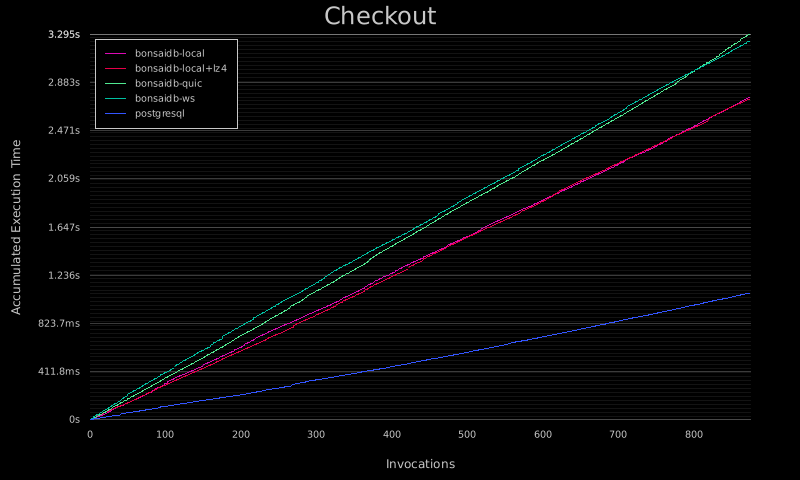 Checkout
3.295s
2.883s
2.471s
2.059s
1.647s
1.236s
823.7ms
411.8ms
0s
bonsaidb-local
bonsaidb-local+lz4
bonsaidb-quic
bonsaidb-ws
postgresql
Accumulated Execution Time
0 100 200 300 400 500 600 700 800
Invocations